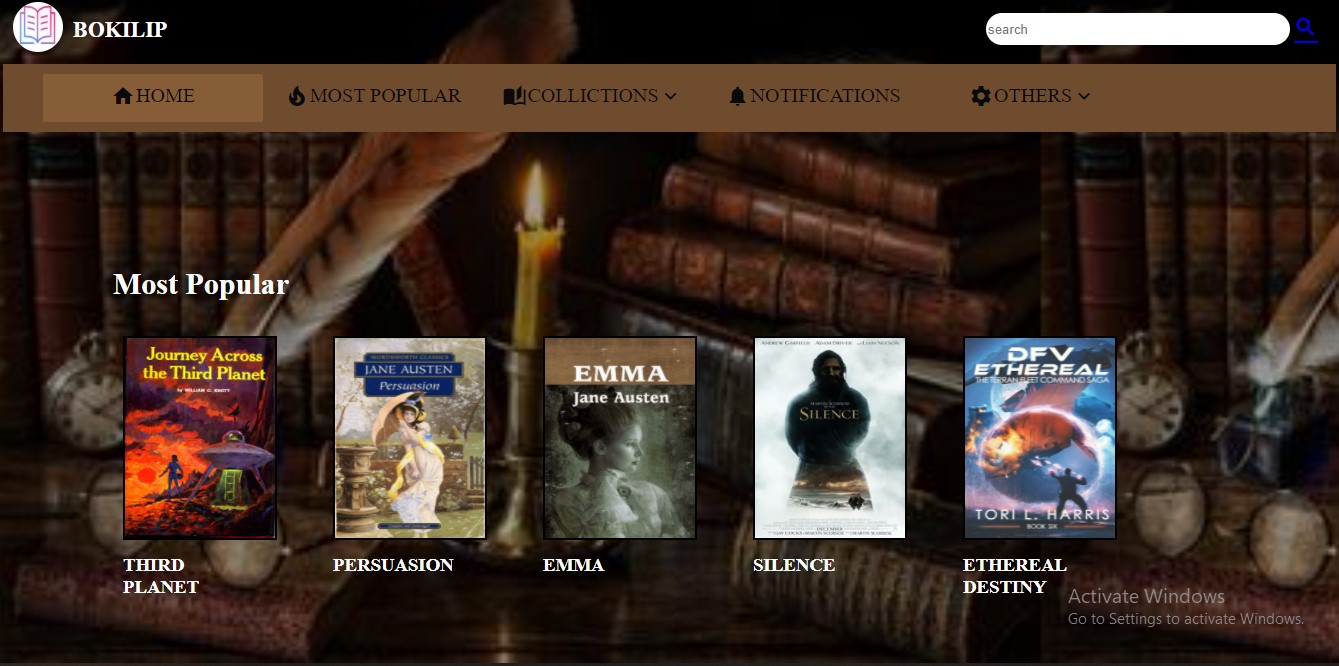 BOKILIP
search
HOME
MOST POPULAR
COLLICTIONS
NOTIFICATIONS
OTHERS
Most Popular
Journey Across
the Third Planet
by WILLIAM C. KNOTT
WORDSWORTH CLASSICS
JANE AUSTEN
Persuasion
EMMA
Jane Austen
ANDREW GARFIELD ADAM DRIVER LIAM NEESON
SILENCE
DECEMBER
DFV
ETHEREAL
THE TERRAN FLEET COMMAND SAGA
TORI L. HARRIS
BOOK SIX
THIRD
PLANET
PERSUASION
EMMA
SILENCE
ETHEREAL
DESTINY
Activate Windows
Go to Settings to activate Windows.